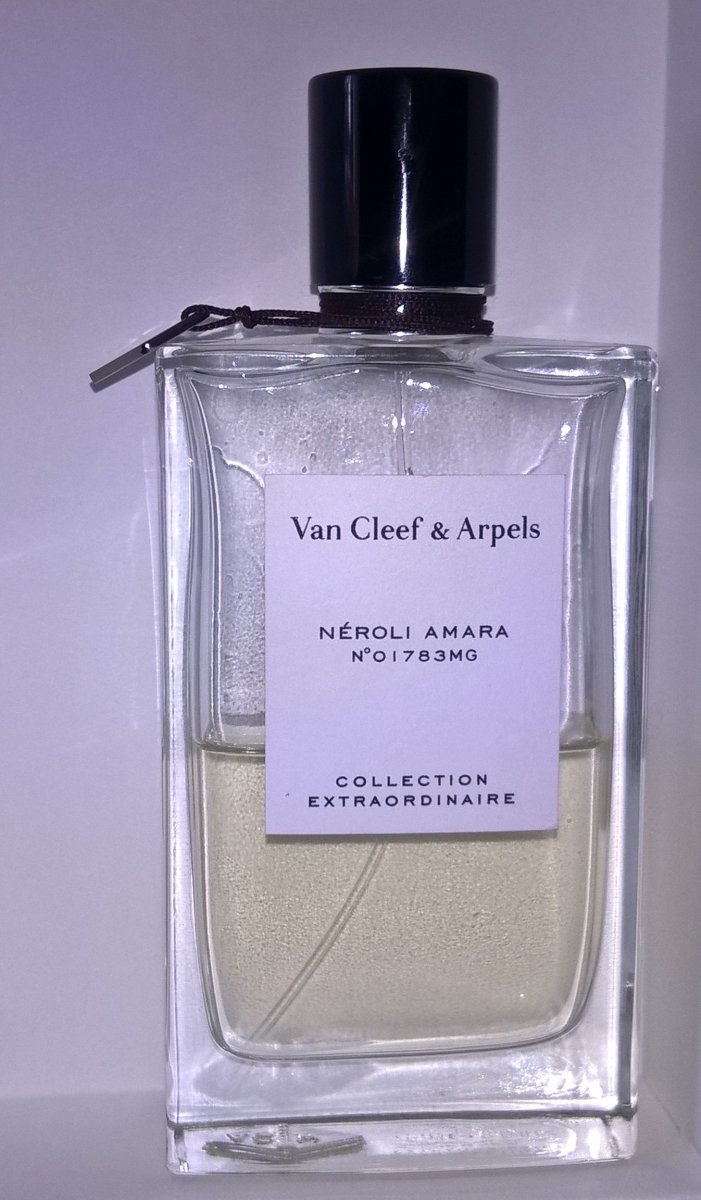 Van Cleef & Arpels
NÉROLI AMARA
N°01783MG
COLLECTION
EXTRAORDINAIRE